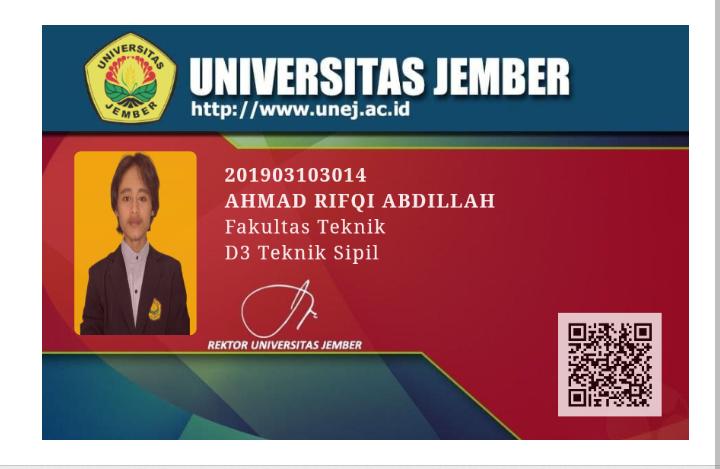 UNIVERSITAS
JEMBER
UNIVERSITAS JEMBER
http://www.unej.ac.id
201903103014
AHMAD RIFQI ABDILLAH
Fakultas Teknik
D3 Teknik Sipil
REKTOR UNIVERSITAS JEMBER